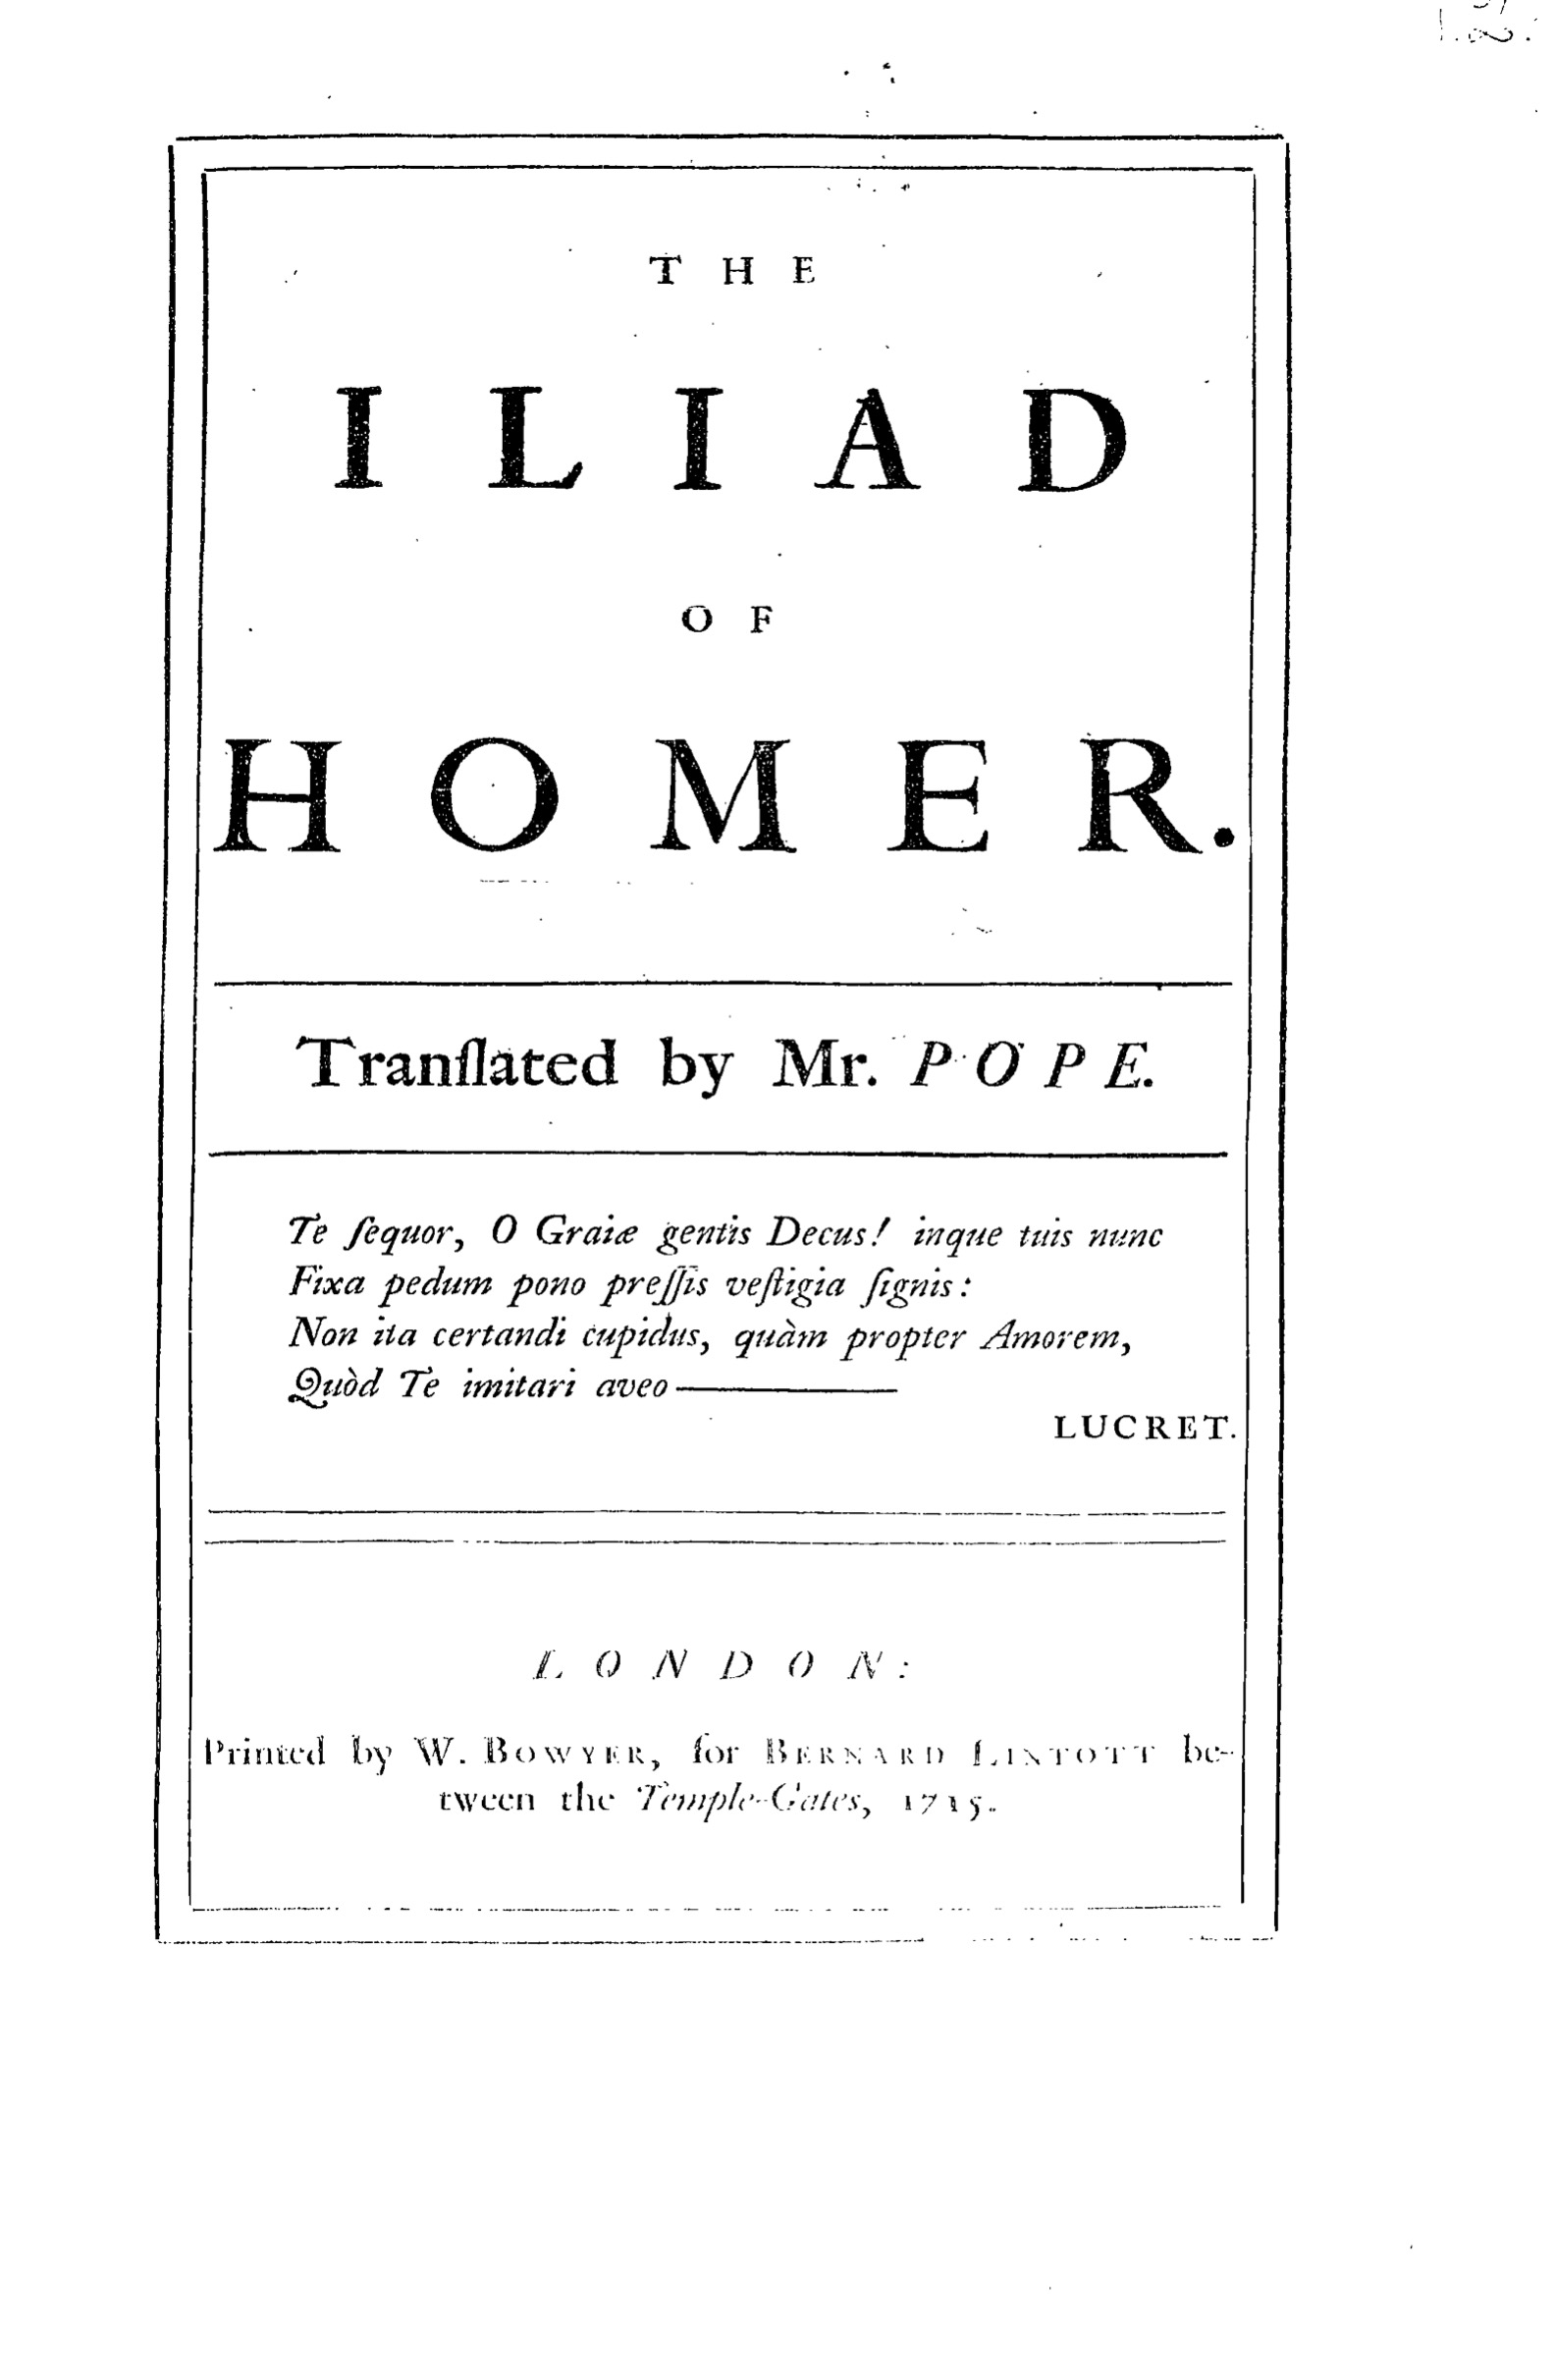 THE
ILIAD
OF
HOMER.
Tranſlated by Mr. POPE.
Te ſequor, O Graiæ gentis Decus! inque tuis nunc
Fixa pedum pono preſſis veſtigia ſignis:
Non ita certandi cupidus, quàm propter Amorem,
Quòd Te imitari aveo————
LUCRET.
LONDON:
Printed by W. BOWYER, for BERNARD LINTOTT be-
tween the Temple-Gates, 1715.